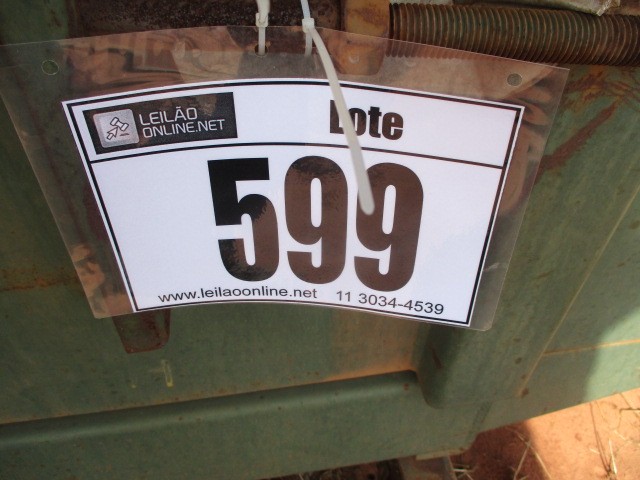 LEILÃO
ONLINE.NET
Lote
599
www.leilaoonline.net 11 3034-4539